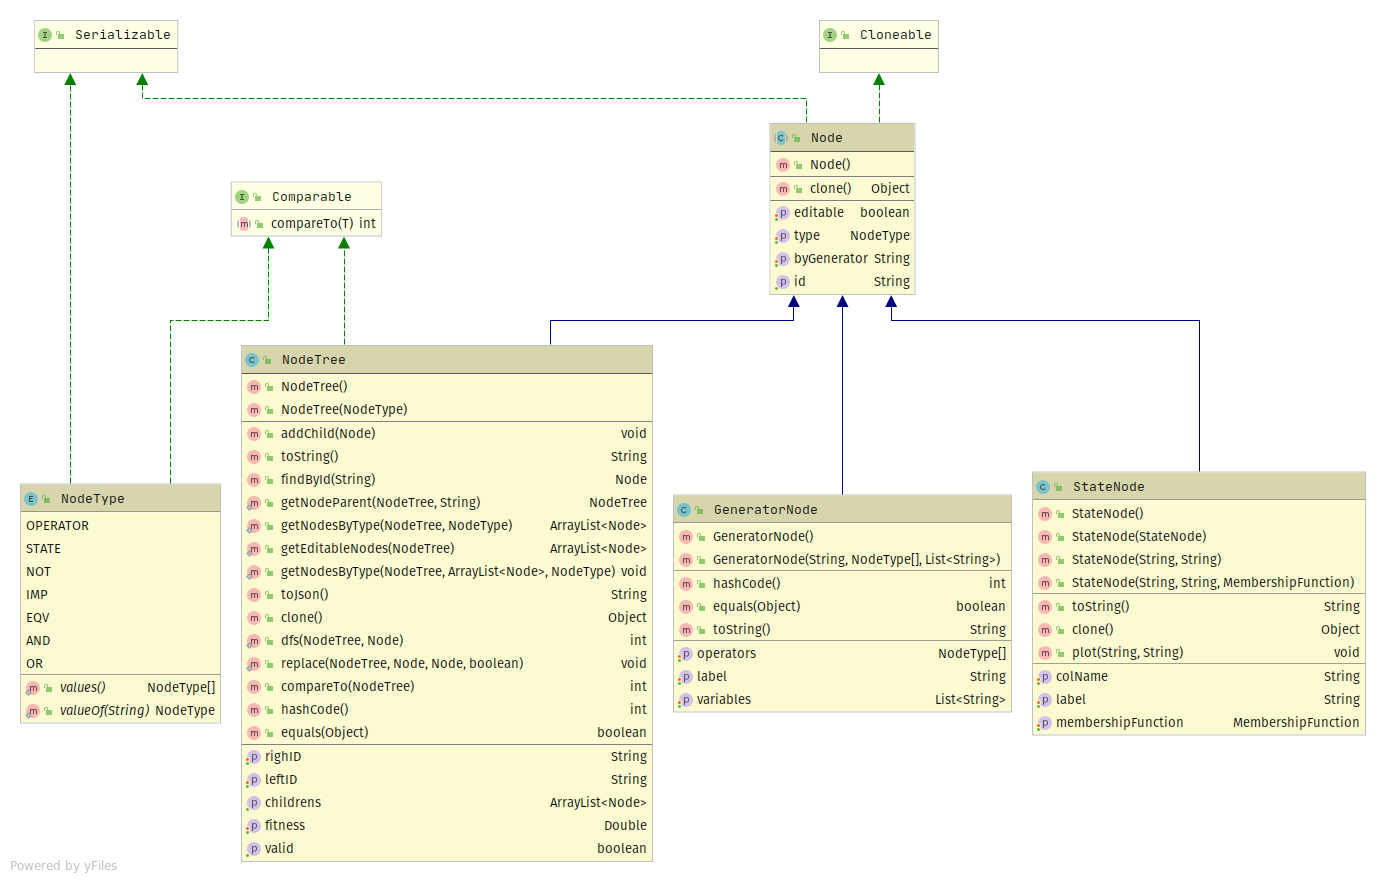 Serializable
Cloneable
Node
Node()
clone() Object
editable boolean
type NodeType
byGenerator String
id String
Comparable
compareTo(T) int
NodeTree
NodeTree()
NodeTree(NodeType)
addChild(Node) void
toString() String
findById(String) Node
getNodeParent(NodeTree, String) NodeTree
getNodesByType(NodeTree, NodeType) ArrayList<Node>
getEditableNodes(NodeTree) ArrayList<Node>
getNodesByType(NodeTree, ArrayList<Node>, NodeType) void
toJson() String
clone() Object
dfs(NodeTree, Node) int
replace(NodeTree, Node, Node, boolean) void
compareTo(NodeTree) int
hashCode() int
equals(Object) boolean
righID String
leftID String
childrens ArrayList<Node>
fitness Double
valid boolean
NodeType
OPERATOR
STATE
NOT
IMP
EQV
AND
OR
values() NodeType[]
valueOf(String) NodeType
GeneratorNode
GeneratorNode()
GeneratorNode(String, NodeType[], List<String>)
hashCode() int
equals(Object) boolean
toString() String
operators NodeType[]
label String
variables List<String>
StateNode
StateNode()
StateNode(StateNode)
StateNode(String, String)
StateNode(String, String, MembershipFunction)
toString() String
clone() Object
plot(String, String) void
colName String
label String
membershipFunction MembershipFunction
Powered by yFiles